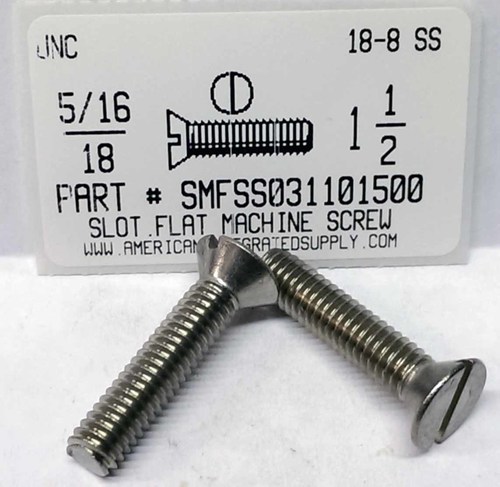 UNC 18-8 SS
5/16
18
1 1/2
PART # SMFSS031101500
SLOT FLAT MACHINE SCREW